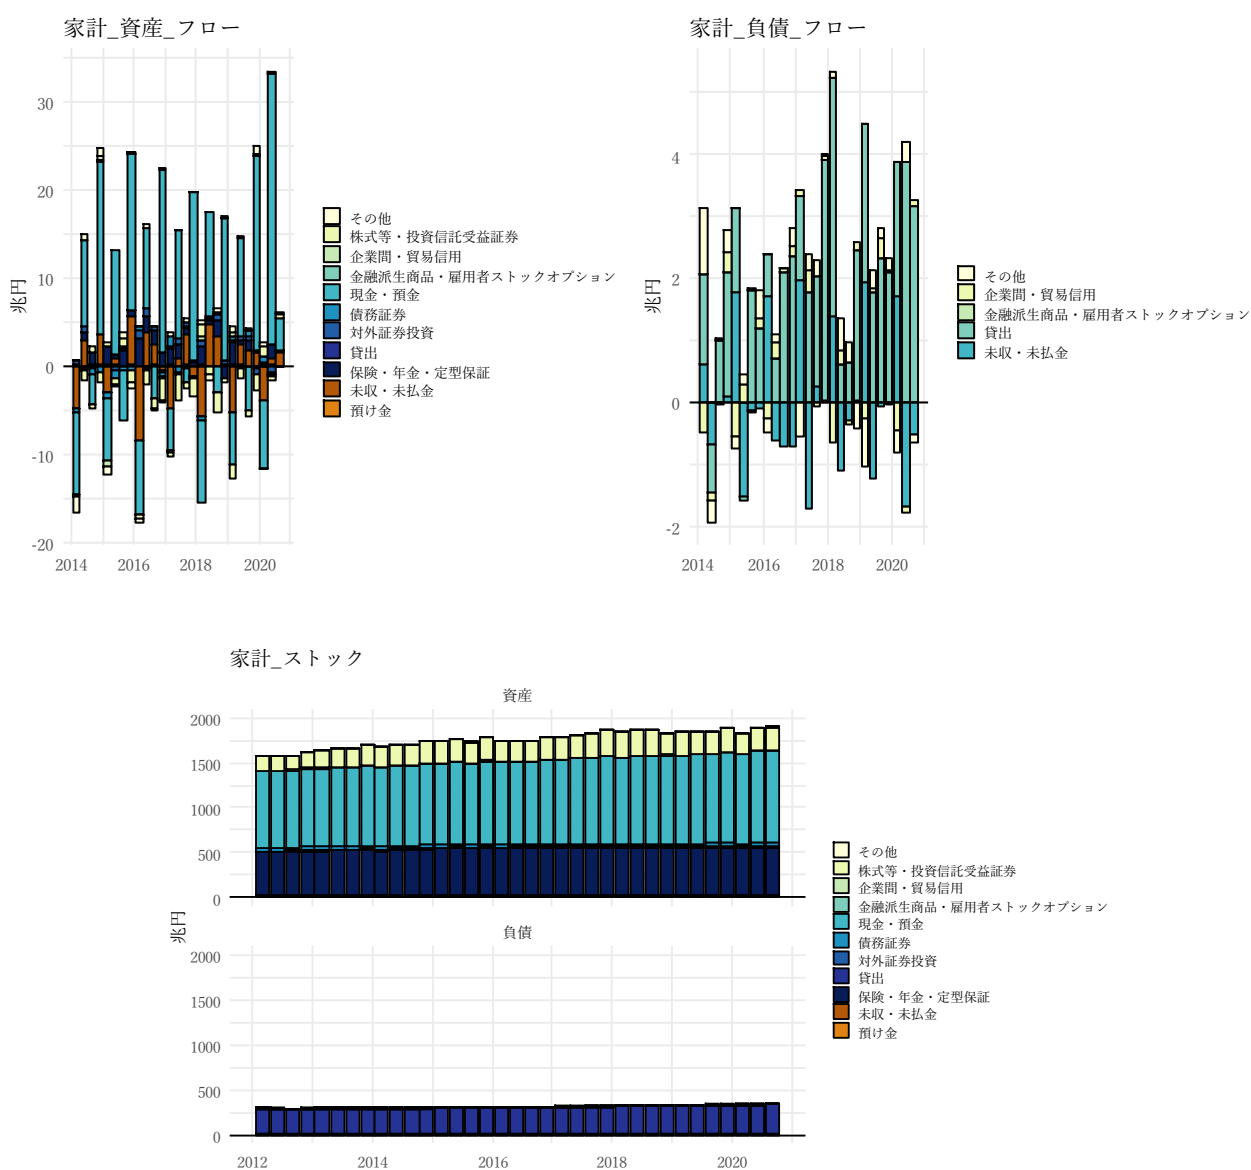 家計_資産_フロー
兆円
30
20
10
0
-10
-20
2014
2016
2018
2020
その他
株式等・投資信託受益証券
企業間・貿易信用
金融派生商品・雇用者ストックオプション
現金・預金
債務証券
対外証券投資
貸出
保険・年金・定型保証
未収・未払金
預け金
家計_負債_フロー
兆円
4
2
0
-2
2014
2016
2018
2020
その他
企業間・貿易信用
金融派生商品・雇用者ストックオプション
貸出
未収・未払金
家計_ストック
兆円
資産
2000
1500
1000
500
0
負債
2000
1500
1000
500
0
2012
2014
2016
2018
2020
その他
株式等・投資信託受益証券
企業間・貿易信用
金融派生商品・雇用者ストックオプション
現金・預金
債務証券
対外証券投資
貸出
保険・年金・定型保証
未収・未払金
預け金